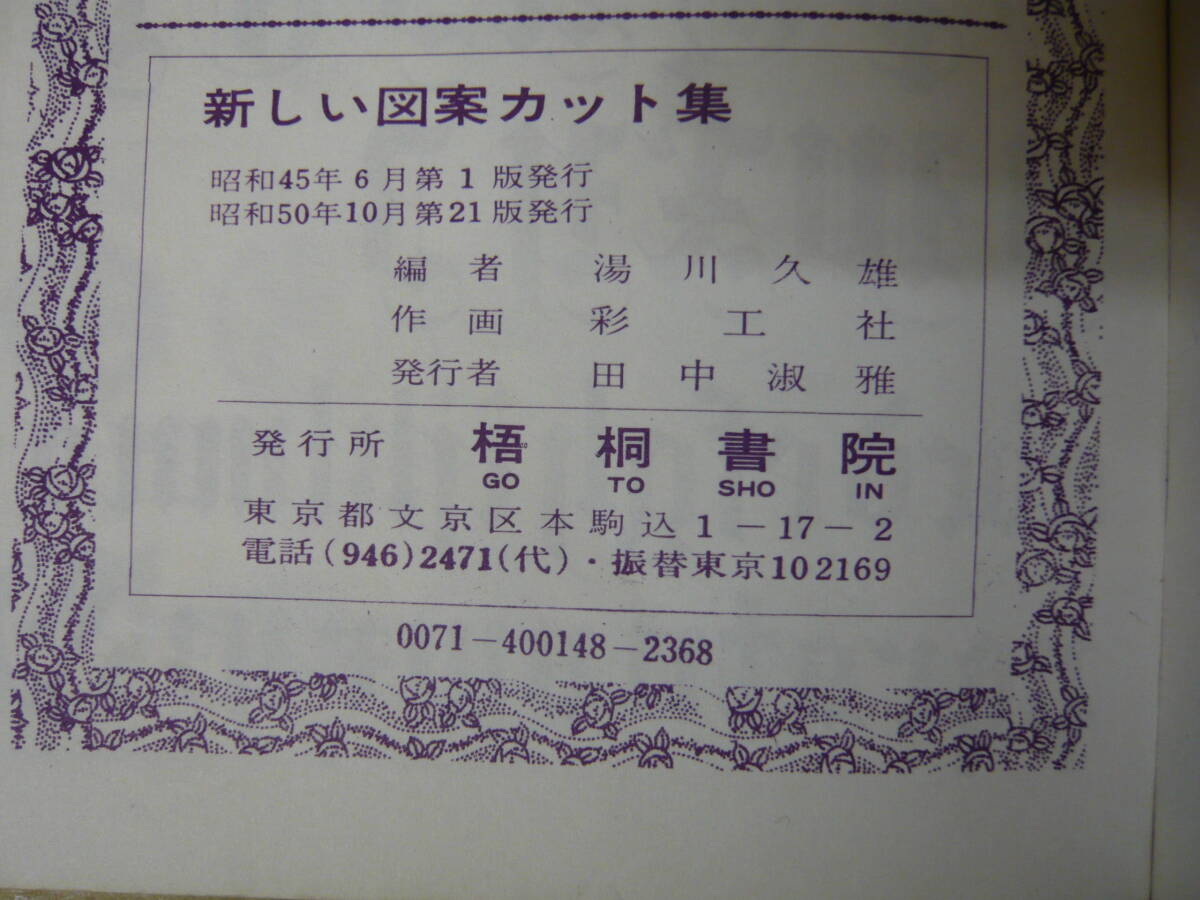 新しい図案カット集
昭和45年6月第1版発行
昭和50年10月第21版発行
編者 湯川久雄
作画 彩工社
発行者 田中淑雅
発行所 梧桐書院
GO TO SHO IN
東京都文京区本駒込1－17－2
電話(946)2471(代)・振替東京102169
0071－400148－2368